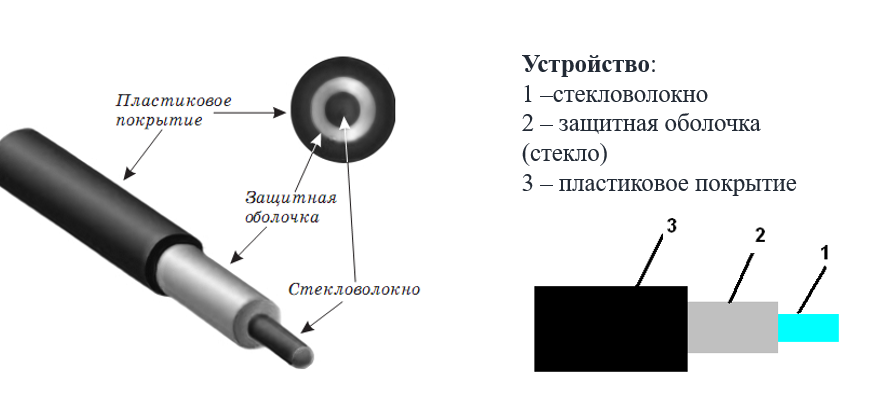 Пластиковое
покрытие
Защитная
оболочка
Стекловолокно
Устройство:
1 –стекловолокно
2 – защитная оболочка
(стекло)
3 – пластиковое покрытие
3
2
1